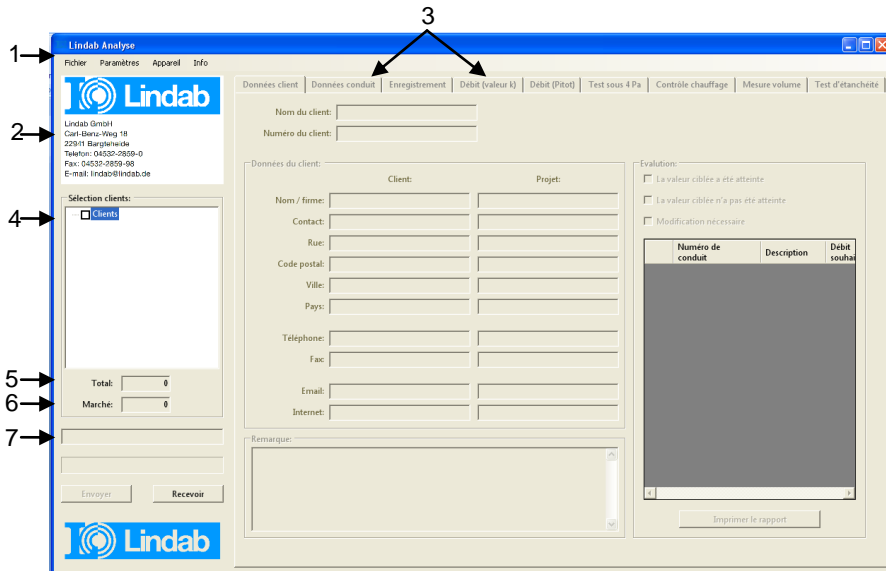 3
Lindab Analyse
1
Fichier Paramètres Appareil Info
Lindab
Lindab GmbH
2
Carl-Benz-Weg 18
22941 Bargteheide
Telefon: 04532-2859-0
Fax: 04532-2859-98
E-mail: lindab@lindab.de
Sélection clients:
4
Clients
5
Total: 0
6
Marché: 0
7
Envoyer Recevoir
Lindab
Données client Données conduit Enregistrement Débit (valeur k) Débit (Pitot) Test sous 4 Pa Contrôle chauffage Mesure volume Test d'étanchéité
Nom du client:
Numéro du client:
Données du client:
Client: Projet:
Nom / firme:
Contact:
Rue:
Code postal:
Ville:
Pays:
Téléphone:
Fax:
Email:
Internet:
Remarque:
Evalution:
La valeur ciblée a été atteinte
La valeur ciblée n'a pas été atteinte
Modification nécessaire
Numéro de conduit Description Débit souhai
Imprimer le rapport